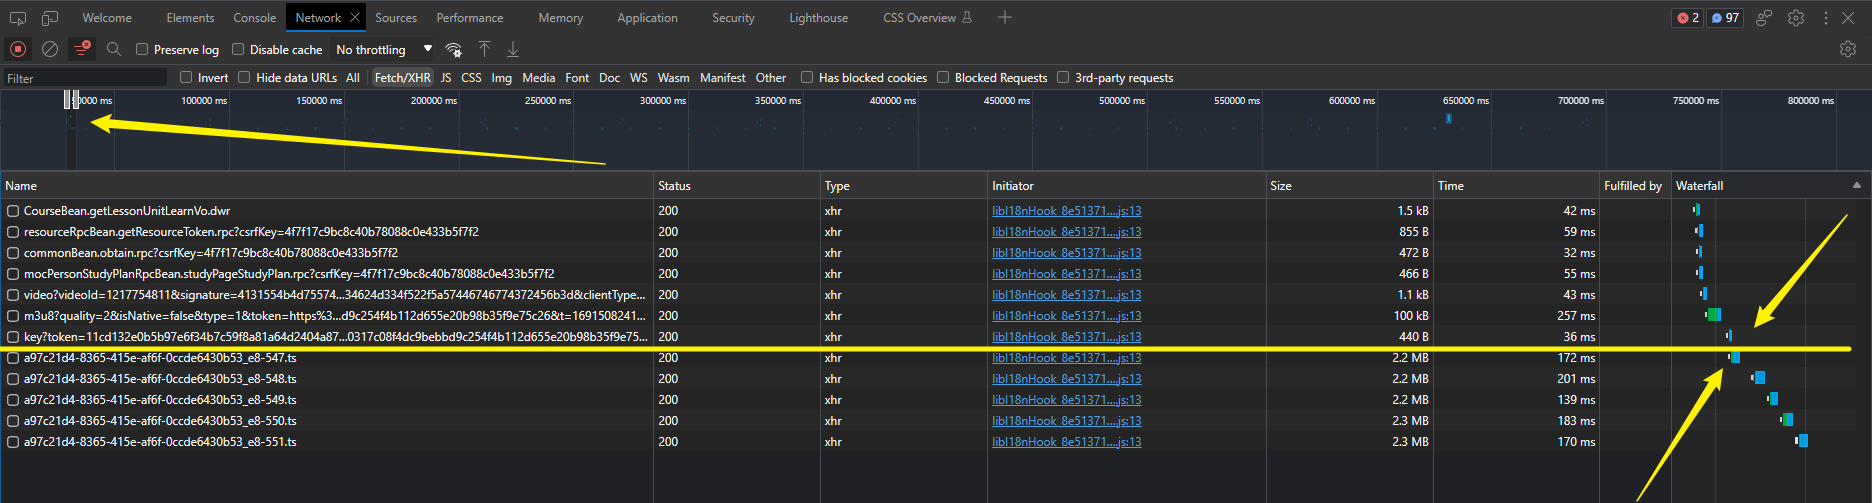 Welcome Elements Console Network Sources Performance Memory Application Security Lighthouse CSS Overview 2 97
Preserve log Disable cache No throttling
Filter Invert Hide data URLs All Fetch/XHR JS CSS Img Media Font Doc WS Wasm Manifest Other Has blocked cookies Blocked Requests 3rd-party requests
50000 ms 100000 ms 150000 ms 200000 ms 250000 ms 300000 ms 350000 ms 400000 ms 450000 ms 500000 ms 550000 ms 600000 ms 650000 ms 700000 ms 750000 ms 800000 ms
Name Status Type Initiator Size Time Fulfilled by Waterfall
CourseBean.getLessonUnitLearnVo.dwr 200 xhr libI18nHook_8e51371....js:13 1.5 kB 42 ms
resourceRpcBean.getResourceToken.rpc?csrfKey=4f7f17c9bc8c40b78088c0e433b5f7f2 200 xhr libI18nHook_8e51371....js:13 855 B 59 ms
commonBean.obtain.rpc?csrfKey=4f7f17c9bc8c40b78088c0e433b5f7f2 200 xhr libI18nHook_8e51371....js:13 472 B 32 ms
mocPersonStudyPlanRpcBean.studyPageStudyPlan.rpc?csrfKey=4f7f17c9bc8c40b78088c0e433b5f7f2 200 xhr libI18nHook_8e51371....js:13 466 B 55 ms
video?videoId=1217754811&signature=4131554b4d75574...34624d334f522f5a57446746774372456b3d&clientType... 200 xhr libI18nHook_8e51371....js:13 1.1 kB 43 ms
m3u8?quality=2&isNative=false&type=1&token=https%3...d9c254f4b112d655e20b98b35f9e75c26&t=1691508241... 200 xhr libI18nHook_8e51371....js:13 100 kB 257 ms
key?token=11cd132e0b5b97e6f34b7c59f8a81a64d2404a87...0317c08f4dc9bebbd9c254f4b112d655e20b98b35f9e75... 200 xhr libI18nHook_8e51371....js:13 440 B 36 ms
a97c21d4-8365-415e-af6f-0ccde6430b53_e8-547.ts 200 xhr libI18nHook_8e51371....js:13 2.2 MB 172 ms
a97c21d4-8365-415e-af6f-0ccde6430b53_e8-548.ts 200 xhr libI18nHook_8e51371....js:13 2.2 MB 201 ms
a97c21d4-8365-415e-af6f-0ccde6430b53_e8-549.ts 200 xhr libI18nHook_8e51371....js:13 2.2 MB 139 ms
a97c21d4-8365-415e-af6f-0ccde6430b53_e8-550.ts 200 xhr libI18nHook_8e51371....js:13 2.3 MB 183 ms
a97c21d4-8365-415e-af6f-0ccde6430b53_e8-551.ts 200 xhr libI18nHook_8e51371....js:13 2.3 MB 170 ms